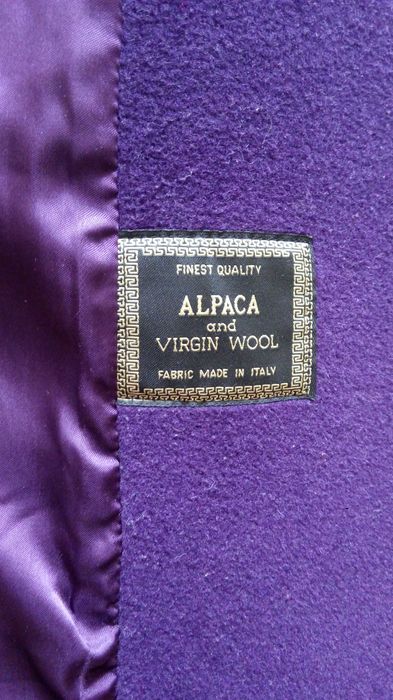 FINEST QUALITY
ALPACA
and
VIRGIN WOOL
FABRIC MADE IN ITALY